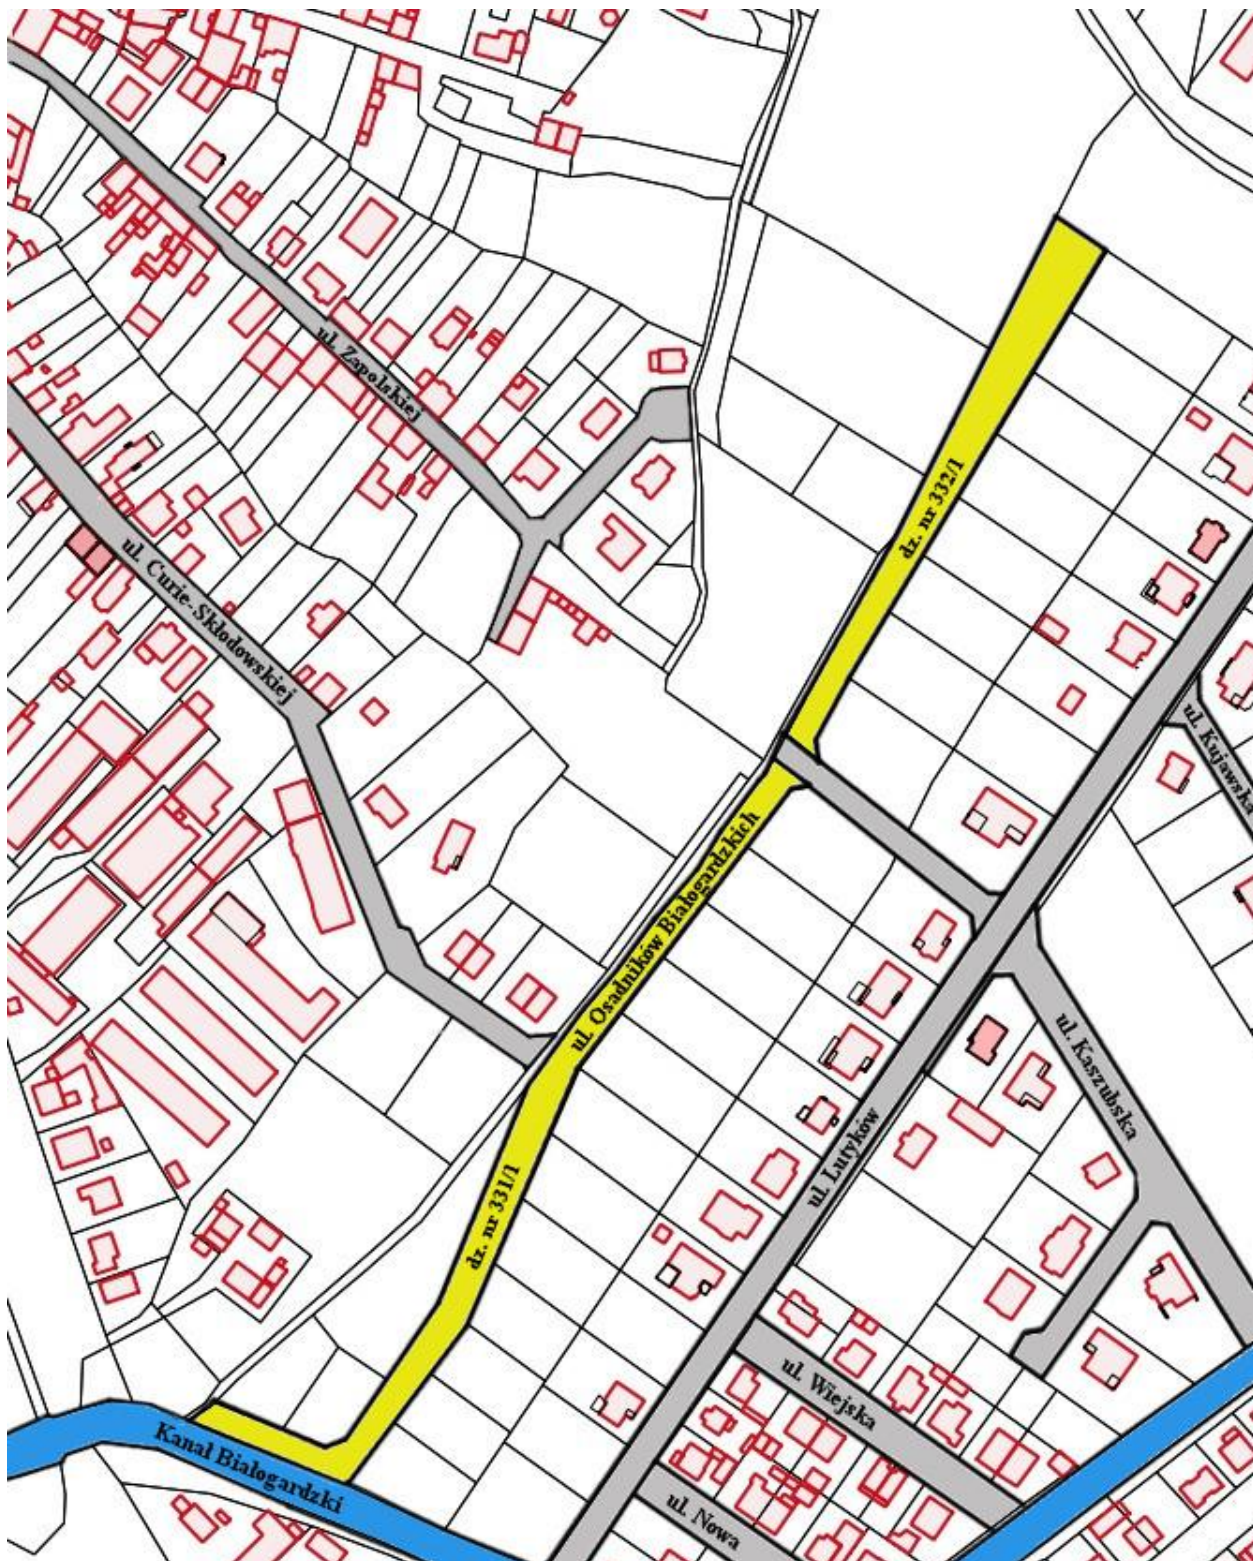 ul. Zapolskiej
dz. nr 332/1
ul. Curie-Skłodowskiej
ul. Kujawska
ul. Osadników Białogardzkich
ul. Kaszubska
ul. Lutyków
dz. nr 331/1
ul. Wiejska
Kanał Białogardzki
ul. Nowa